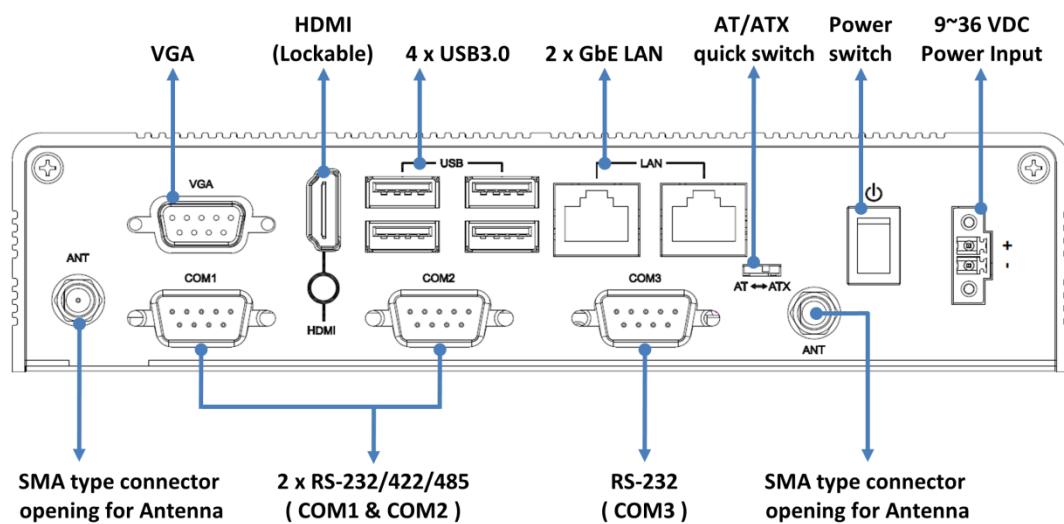 HDMI
AT/ATX
Power
9~36 VDC
VGA
(Lockable)
4 x USB3.0
2 x GbE LAN
quick switch
switch
Power Input
USB
LAN
VGA
ANT
COM1
COM2
COM3
+
-
AT ↔ ATX
HDMI
ANT
SMA type connector
opening for Antenna
2 x RS-232/422/485
( COM1 & COM2 )
RS-232
( COM3 )
SMA type connector
opening for Antenna